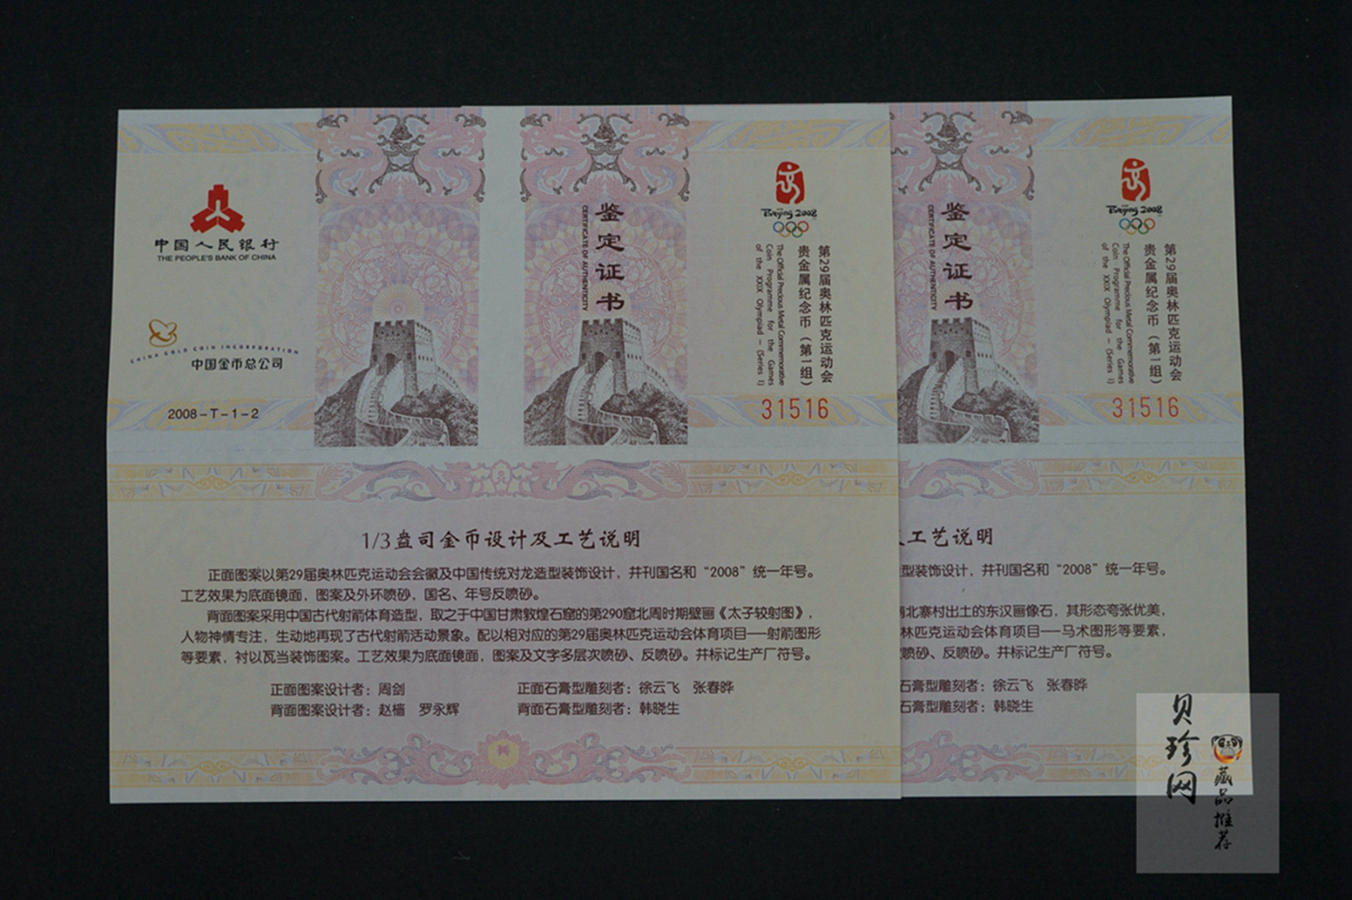 中国人民银行
THE PEOPLE'S BANK OF CHINA
CHINA GOLD COIN INCORPORATION
中国金币总公司
2008-T-1-2
鉴定证书
CERTIFICATE OF AUTHENTICITY
Beijing 2008
第29届奥林匹克运动会
贵金属纪念币（第1组）
The Official Precious Metal Commemorative
Coin Programme for the Games
of the XXIX Olympiad – (Series I)
31516
1/3盎司金币设计及工艺说明
正面图案以第29届奥林匹克运动会会徽及中国传统对龙造型装饰设计，并刊国名和“2008”统一年号。
工艺效果为底面镜面，图案及外环喷砂，国名、年号反喷砂。
背面图案采用中国古代射箭体育造型，取之于中国甘肃敦煌石窟的第290窟北周时期壁画《太子较射图》，
人物神情专注，生动地再现了古代射箭活动景象。配以相对应的第29届奥林匹克运动会体育项目——射箭图形
等要素，衬以瓦当装饰图案。工艺效果为底面镜面，图案及文字多层次喷砂、反喷砂。并标记生产厂符号。
正面图案设计者：周剑
正面石膏型雕刻者：徐云飞 张春晔
背面图案设计者：赵樯 罗永辉
背面石膏型雕刻者：韩晓生
鉴定证书
CERTIFICATE OF AUTHENTICITY
Beijing 2008
第29届奥林匹克运动会
贵金属纪念币（第1组）
The Official Precious Metal Commemorative
Coin Programme for the Games
of the XXIX Olympiad – (Series I)
31516
工艺说明
型装饰设计，并刊国名和“2008”统一年号。
北寨村出土的东汉画像石，其形态夸张优美，
林匹克运动会体育项目——马术图形等要素，
喷砂、反喷砂。并标记生产厂符号。
石膏型雕刻者：徐云飞 张春晔
石膏型雕刻者：韩晓生
贝珍网
藏品推荐